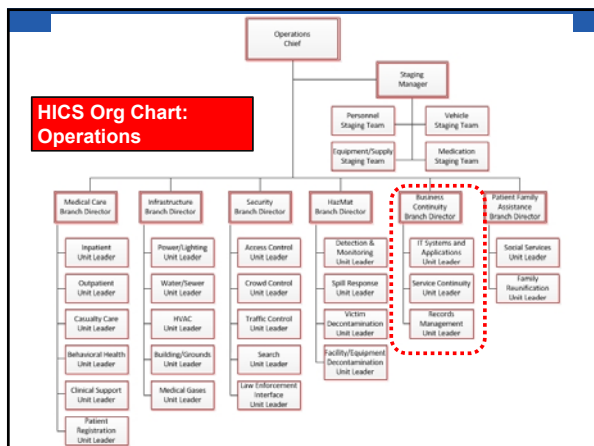 Operations
Chief
Staging
Manager
HICS Org Chart:
Operations
Personnel
Staging Team
Vehicle
Staging Team
Equipment/Supply
Staging Team
Medication
Staging Team
Medical Care
Branch Director
Infrastructure
Branch Director
Security
Branch Director
HazMat
Branch Director
Business
Continuity
Branch Director
Patient Family
Assistance
Branch Director
Inpatient
Unit Leader
Outpatient
Unit Leader
Casualty Care
Unit Leader
Behavioral Health
Unit Leader
Clinical Support
Unit Leader
Patient
Registration
Unit Leader
Power/Lighting
Unit Leader
Water/Sewer
Unit Leader
HVAC
Unit Leader
Building/Grounds
Unit Leader
Medical Gases
Unit Leader
Access Control
Unit Leader
Crowd Control
Unit Leader
Traffic Control
Unit Leader
Search
Unit Leader
Law Enforcement
Interface
Unit Leader
Detection &
Monitoring
Unit Leader
Spill Response
Unit Leader
Victim
Decontamination
Unit Leader
Facility/Equipment
Decontamination
Unit Leader
IT Systems and
Applications
Unit Leader
Service Continuity
Unit Leader
Records
Management
Unit Leader
Social Services
Unit Leader
Family
Reunification
Unit Leader